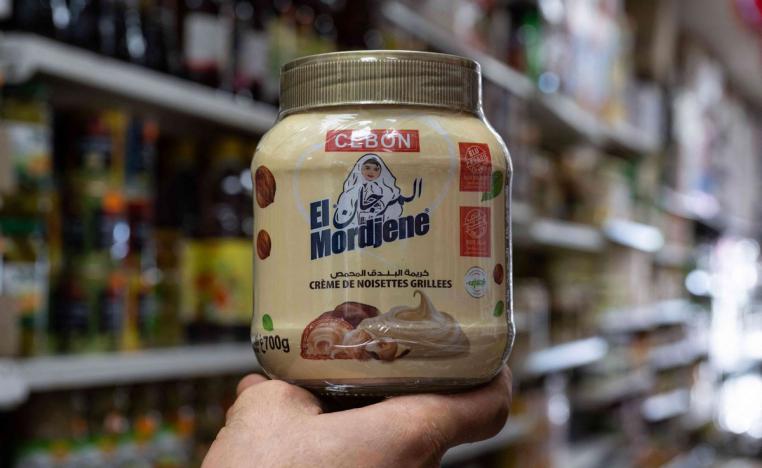 CEBON
المرجان
El
Mordjene
كريمة البندق المحمص
CRÈME DE NOISETTES GRILLEES
700g